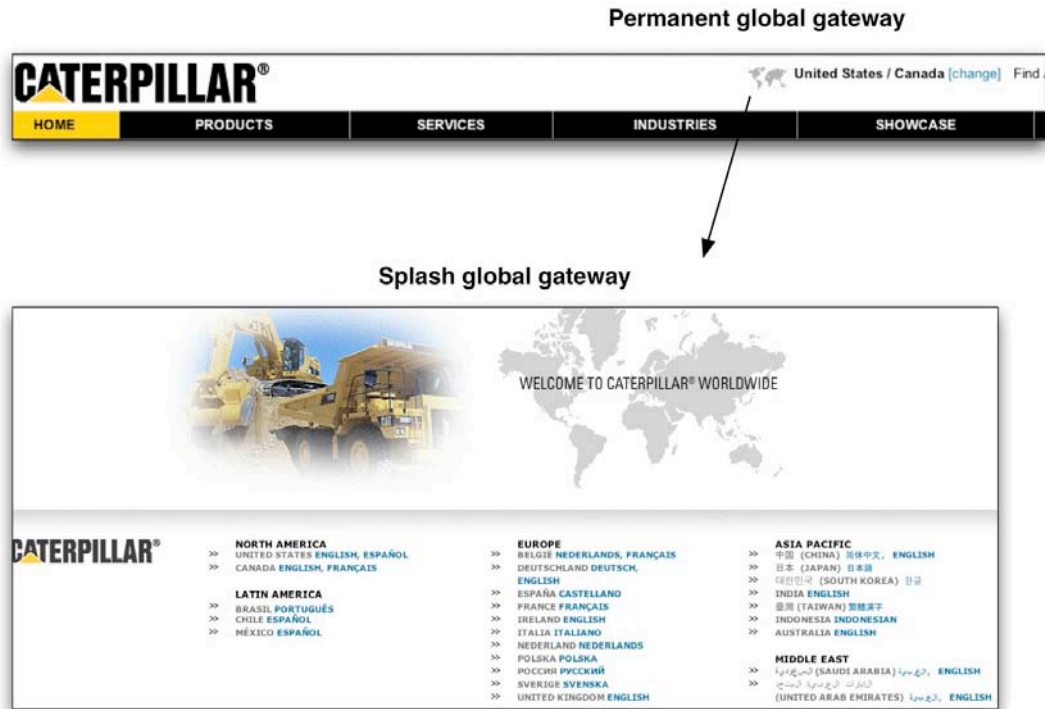 Permanent global gateway
CATERPILLAR®
United States / Canada [change] Find
HOME PRODUCTS SERVICES INDUSTRIES SHOWCASE
Splash global gateway
WELCOME TO CATERPILLAR® WORLDWIDE
CATERPILLAR®
NORTH AMERICA
>> UNITED STATES ENGLISH, ESPAÑOL
>> CANADA ENGLISH, FRANÇAIS
LATIN AMERICA
>> BRASIL PORTUGUÊS
>> CHILE ESPAÑOL
>> MÉXICO ESPAÑOL
EUROPE
>> BELGIË NEDERLANDS, FRANÇAIS
>> DEUTSCHLAND DEUTSCH,
ENGLISH
>> ESPAÑA CASTELLANO
>> FRANCE FRANÇAIS
>> IRELAND ENGLISH
>> ITALIA ITALIANO
>> NEDERLAND NEDERLANDS
>> POLSKA POLSKA
>> РОССИЯ РУССКИЙ
>> SVERIGE SVENSKA
>> UNITED KINGDOM ENGLISH
ASIA PACIFIC
>> 中国 (CHINA) 简体中文, ENGLISH
>> 日本 (JAPAN) 日本語
>> 대한민국 (SOUTH KOREA) 한글
>> INDIA ENGLISH
>> 臺灣 (TAIWAN) 繁體漢字
>> INDONESIA INDONESIAN
>> AUSTRALIA ENGLISH
MIDDLE EAST
>> السعودية (SAUDI ARABIA) العربية, ENGLISH
>> الإمارات العربية
(UNITED ARAB EMIRATES) العربية, ENGLISH